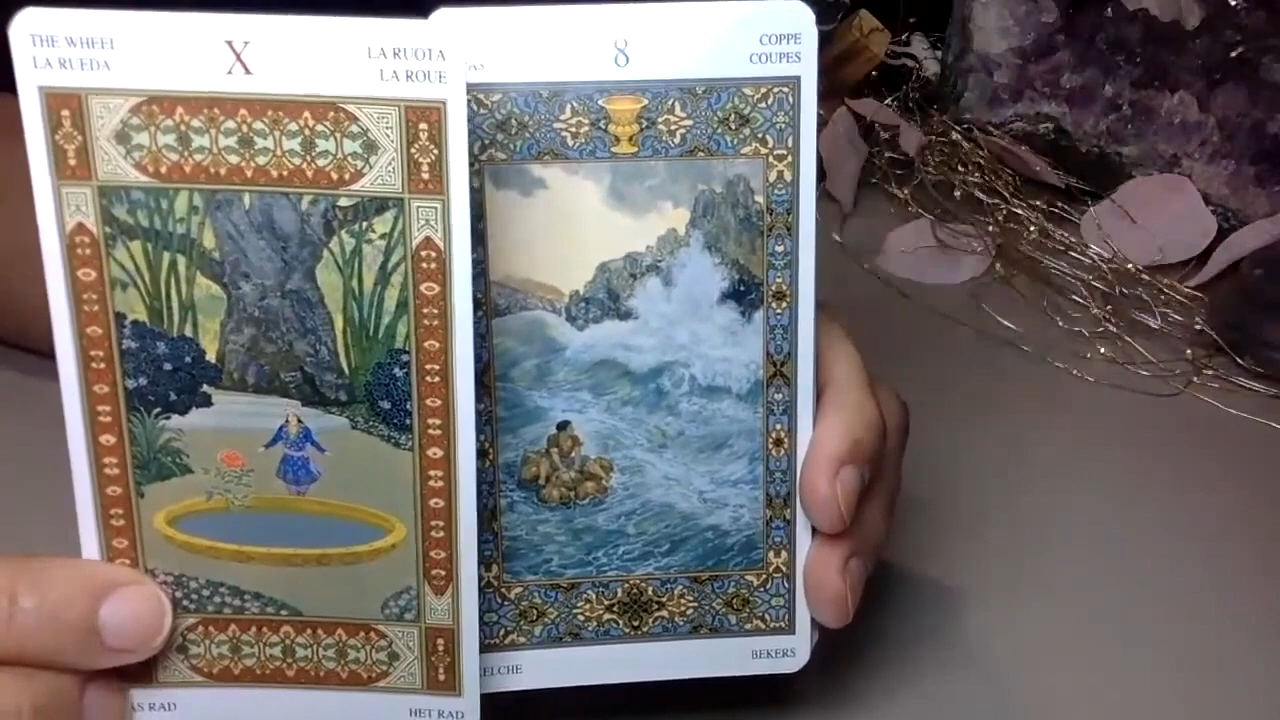 THE WHEEL
LA RUEDA
X
LA RUOTA
LA ROUE
8
COPPE
COUPES
AS RAD
HET RAD
ELCHE
BEKERS